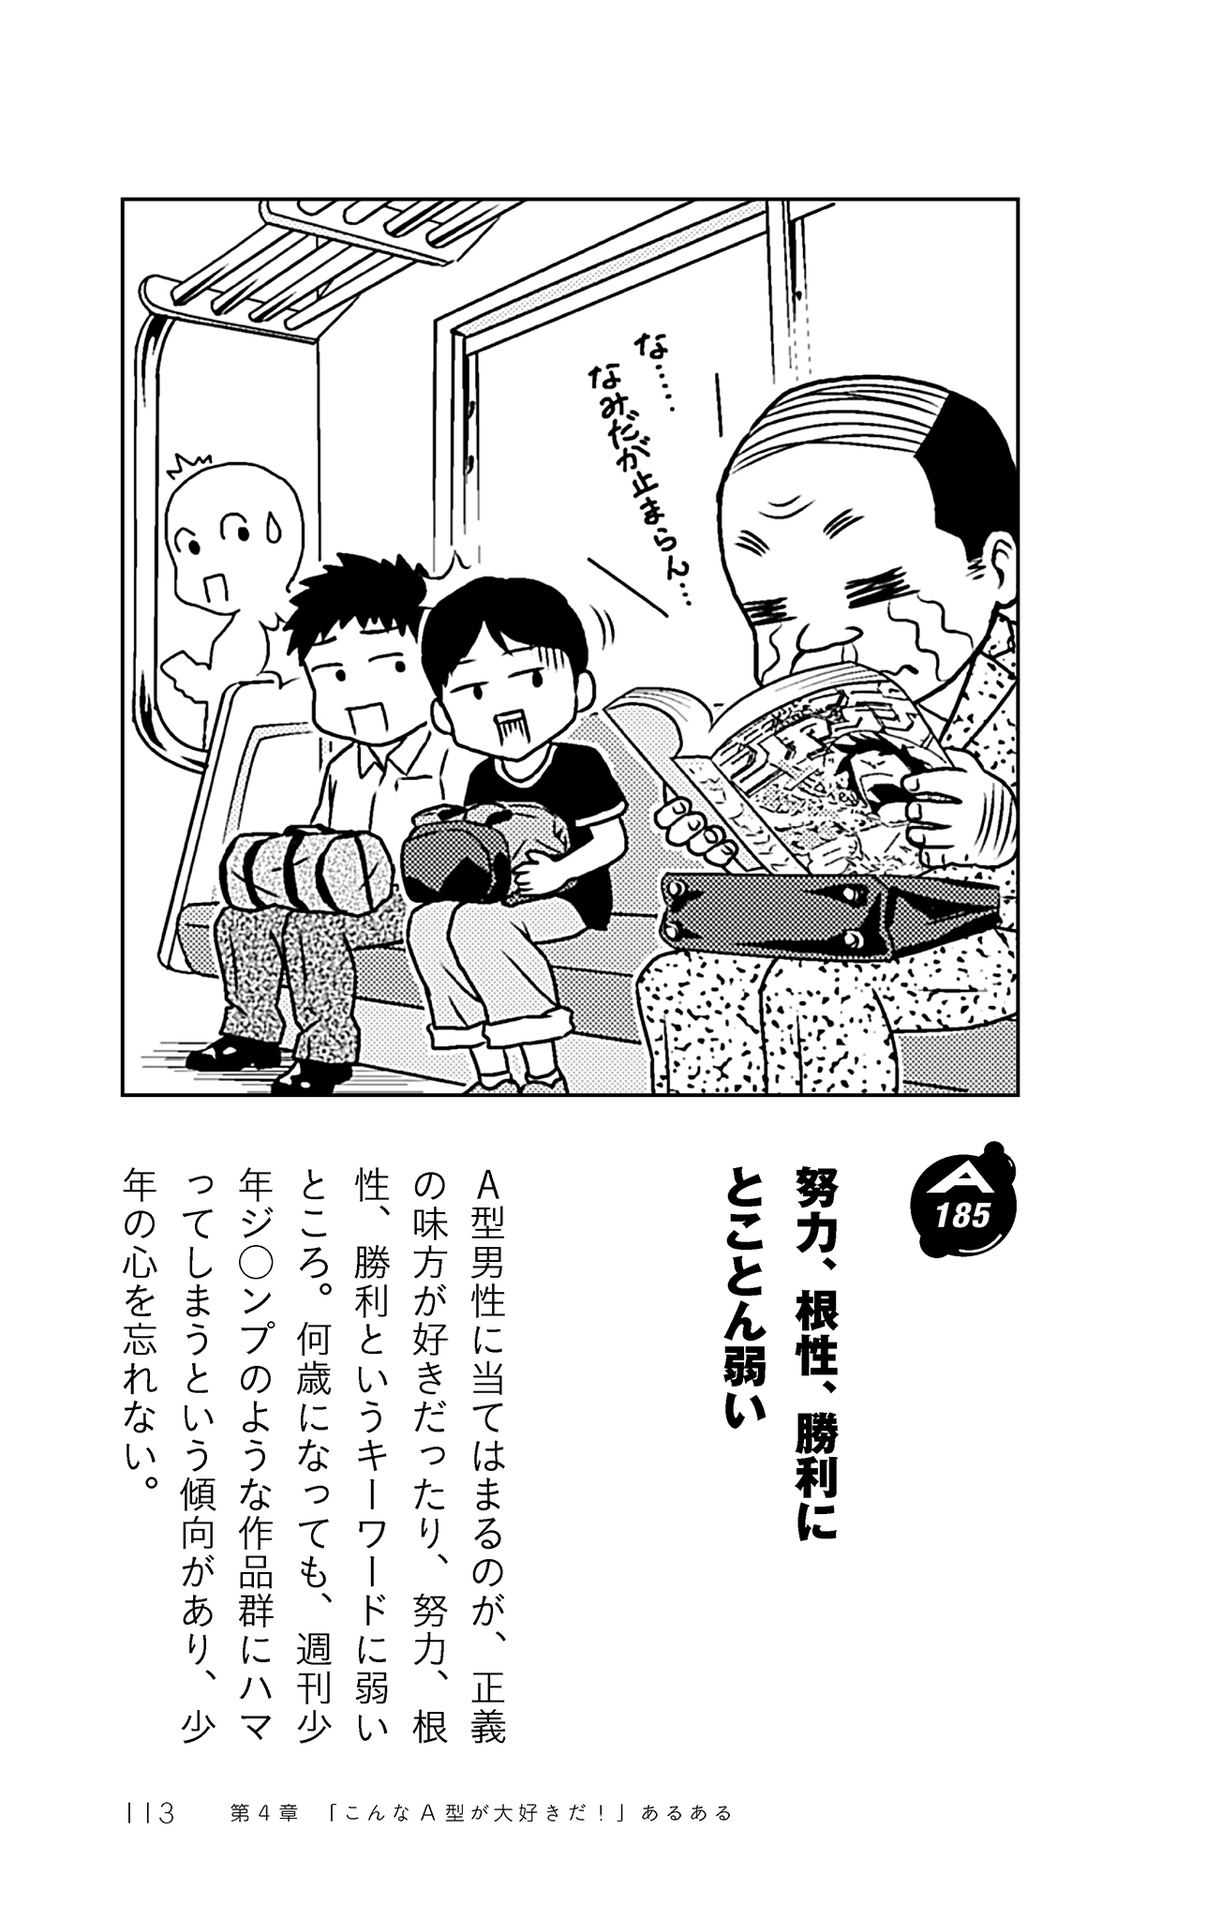 な‥‥
なみだが止まらん…
A
185
努力、根性、勝利に
とことん弱い
A型男性に当てはまるのが、正義
の味方が好きだったり、努力、根
性、勝利というキーワードに弱い
ところ。何歳になっても、週刊少
年ジ○ンプのような作品群にハマ
ってしまうという傾向があり、少
年の心を忘れない。
113 第4章 「こんなA型が大好きだ！」あるある